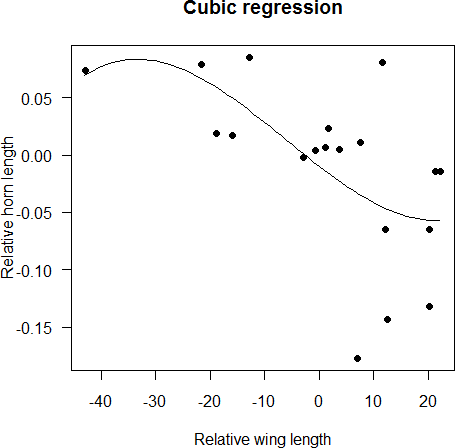 Cubic regression
Relative horn length
0.05
0.00
-0.05
-0.10
-0.15
-40 -30 -20 -10 0 10 20
Relative wing length